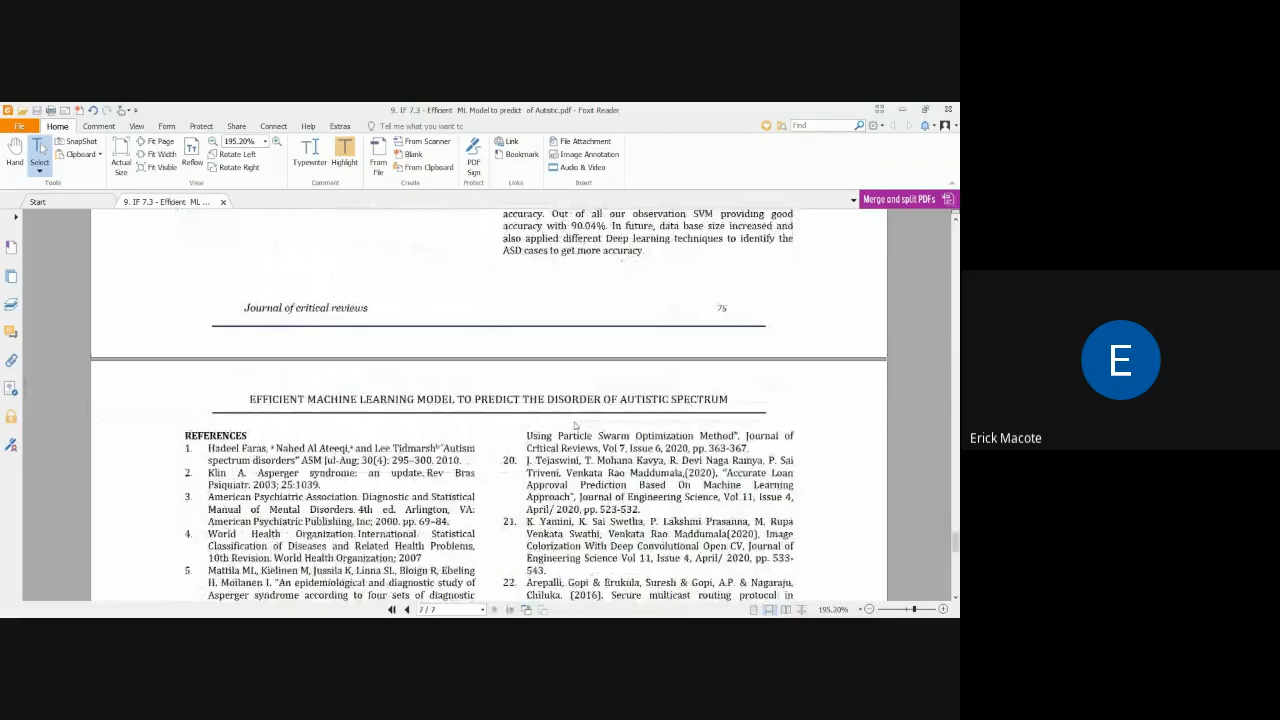 9. IF 7.3 - Efficient ML Model to predict of Autistic.pdf - Foxit Reader
File Home Comment View Form Protect Share Connect Help Extras Tell me what you want to Find
Hand Select SnapShot Clipboard Actual Size Fit Page Fit Width Fit Visible Reflow 195.20% Rotate Left Rotate Right Typewriter Highlight From File From Scanner Blank From Clipboard PDF Sign Link Bookmark File Attachment Image Annotation Audio & Video
Tools View Comment Create Protect Links Insert
Start 9. IF 7.3 - Efficient ML ... Merge and split PDFs
accuracy. Out of all our observation SVM providing good
accuracy with 90.04%. In future, data base size increased and
also applied different Deep learning techniques to identify the
ASD cases to get more accuracy.
Journal of critical reviews 75
EFFICIENT MACHINE LEARNING MODEL TO PREDICT THE DISORDER OF AUTISTIC SPECTRUM
REFERENCES
1. Hadeel Faras, ᵃ Nahed Al Ateeqi,ᵃ and Lee Tidmarshᵇ "Autism
spectrum disorders" ASM Jul-Aug; 30(4): 295–300. 2010.
2. Klin A. Asperger syndrome: an update. Rev Bras
Psiquiatr. 2003; 25:1039.
3. American Psychiatric Association. Diagnostic and Statistical
Manual of Mental Disorders. 4th ed. Arlington, VA:
American Psychiatric Publishing, Inc; 2000. pp. 69–84.
4. World Health Organization. International Statistical
Classification of Diseases and Related Health Problems,
10th Revision. World Health Organization; 2007
5. Mattila ML, Kielinen M, Jussila K, Linna SL, Bloign R, Ebeling
H, Moilanen I. "An epidemiological and diagnostic study of
Asperger syndrome according to four sets of diagnostic
Using Particle Swarm Optimization Method", Journal of
Critical Reviews, Vol 7, Issue 6, 2020, pp. 363-367.
20. J. Tejaswini, T. Mohana Kavya, R. Devi Naga Ramya, P. Sai
Triveni, Venkata Rao Maddumala,(2020), "Accurate Loan
Approval Prediction Based On Machine Learning
Approach", Journal of Engineering Science, Vol 11, Issue 4,
April/ 2020, pp. 523-532.
21. K. Yamini, K. Sai Swetha, P. Lakshmi Prasanna, M. Rupa
Venkata Swathi, Venkata Rao Maddumala(2020), Image
Colorization With Deep Convolutional Open CV, Journal of
Engineering Science Vol 11, Issue 4, April/ 2020, pp. 533-
543.
22. Arepalli, Gopi & Erukula, Suresh & Gopi, A.P. & Nagaraju,
Chiluka. (2016). Secure multicast routing protocol in
7 / 7 195.20%
E
Erick Macote